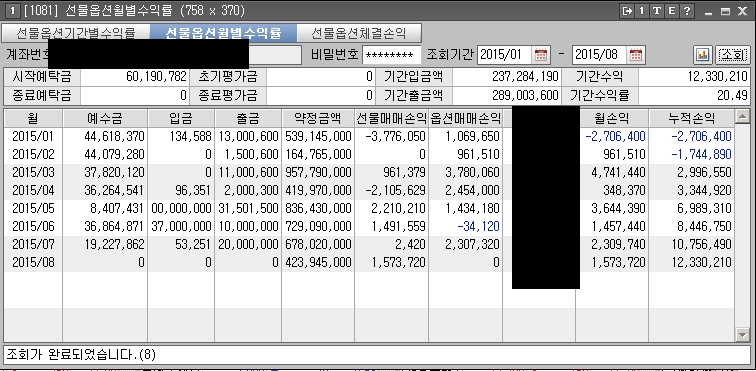 1 [1081] 선물옵션월별수익률 (758 x 370) 1 T E ?
선물옵션기간별수익률 선물옵션월별수익률 선물옵션체결손익
계좌번호 비밀번호 ******** 조회기간 2015/01 - 2015/08 조회
시작예탁금 60,190,782 초기평가금 0 기간입금액 237,284,190 기간수익 12,330,210
종료예탁금 0 종료평가금 0 기간출금액 289,003,600 기간수익률 20.49
월 예수금 입금 출금 약정금액 선물매매손익 옵션매매손익 월손익 누적손익
2015/01 44,618,370 134,588 13,000,600 539,145,000 -3,776,050 1,069,650 -2,706,400 -2,706,400
2015/02 44,079,280 0 1,500,600 164,765,000 0 961,510 961,510 -1,744,890
2015/03 37,820,120 0 11,000,600 957,790,000 961,379 3,780,060 4,741,440 2,996,550
2015/04 36,264,541 96,351 2,000,300 419,970,000 -2,105,629 2,454,000 348,370 3,344,920
2015/05 8,407,431 00,000,000 31,501,500 836,430,000 2,210,210 1,434,180 3,644,390 6,989,310
2015/06 36,864,871 37,000,000 10,000,000 729,090,000 1,491,559 -34,120 1,457,440 8,446,750
2015/07 19,227,862 53,251 20,000,000 678,020,000 2,420 2,307,320 2,309,740 10,756,490
2015/08 0 0 0 423,945,000 1,573,720 0 1,573,720 12,330,210
조회가 완료되었습니다.(8)